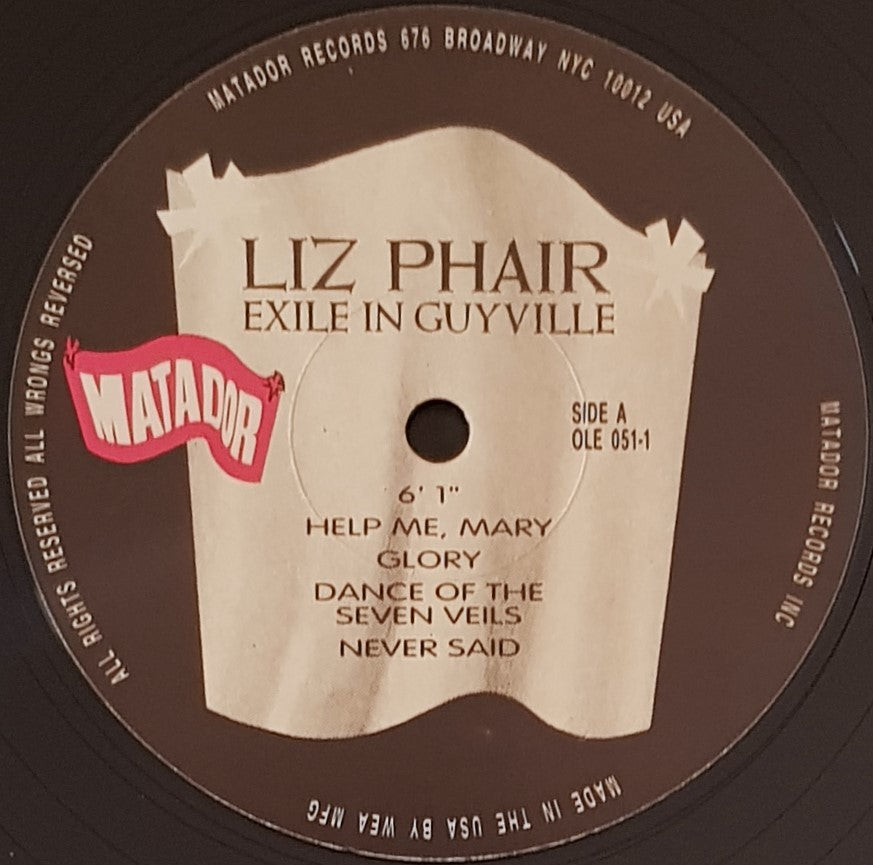 MATADOR RECORDS 676 BROADWAY NYC 10012 USA
LIZ PHAIR
EXILE IN GUYVILLE
MATADOR
SIDE A
OLE 051-1
6' 1"
HELP ME, MARY
GLORY
DANCE OF THE
SEVEN VEILS
NEVER SAID
MATADOR RECORDS INC
MADE IN THE USA BY WEA MFG
ALL RIGHTS RESERVED ALL WRONGS REVERSED